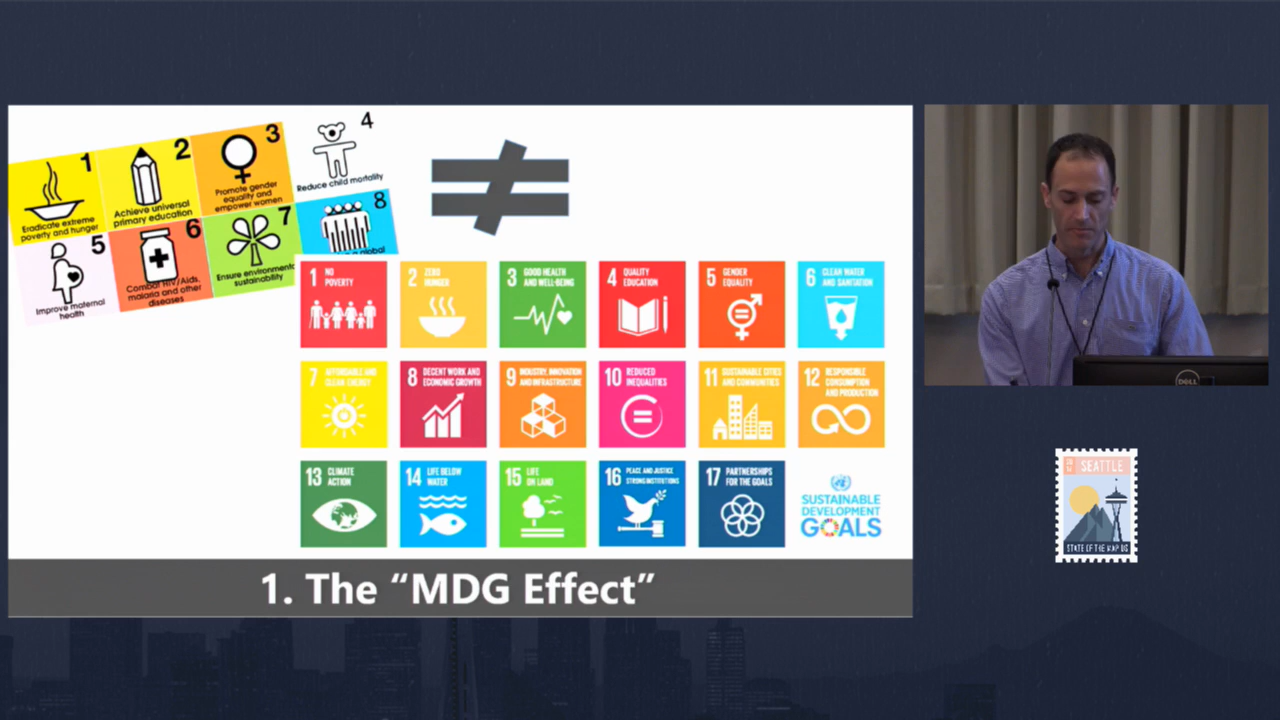 1
Eradicate extreme
poverty and hunger
2
Achieve universal
primary education
3
Promote gender
equality and
empower women
4
Reduce child mortality
5
Improve maternal
health
6
Combat HIV/Aids,
malaria and other
diseases
7
Ensure environmental
sustainability
8
global
≠
1 NO
POVERTY
2 ZERO
HUNGER
3 GOOD HEALTH
AND WELL-BEING
4 QUALITY
EDUCATION
5 GENDER
EQUALITY
6 CLEAN WATER
AND SANITATION
7 AFFORDABLE AND
CLEAN ENERGY
8 DECENT WORK AND
ECONOMIC GROWTH
9 INDUSTRY, INNOVATION
AND INFRASTRUCTURE
10 REDUCED
INEQUALITIES
11 SUSTAINABLE CITIES
AND COMMUNITIES
12 RESPONSIBLE
CONSUMPTION
AND PRODUCTION
13 CLIMATE
ACTION
14 LIFE BELOW
WATER
15 LIFE
ON LAND
16 PEACE AND JUSTICE
STRONG INSTITUTIONS
17 PARTNERSHIPS
FOR THE GOALS
SUSTAINABLE
DEVELOPMENT
GOALS
1. The “MDG Effect”
DELL
SEATTLE
STATE OF THE MAP US